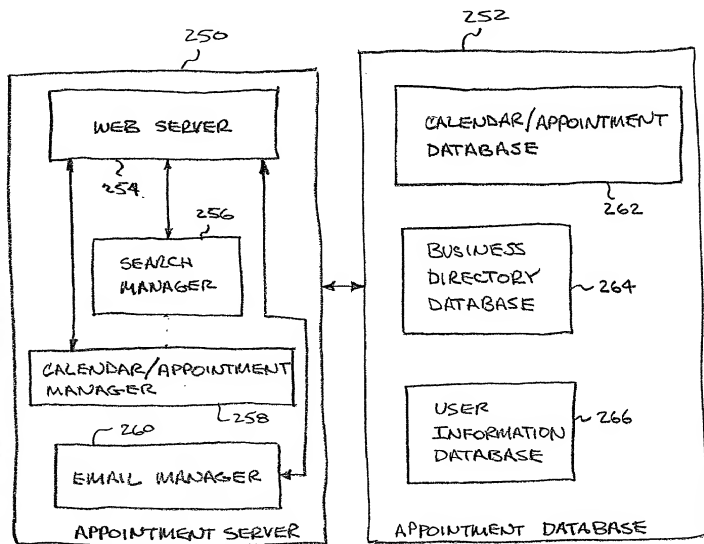 250
WEB SERVER
254
256
SEARCH
MANAGER
CALENDAR/APPOINTMENT
MANAGER
258
260
EMAIL MANAGER
APPOINTMENT SERVER
252
CALENDAR/APPOINTMENT
DATABASE
262
BUSINESS
DIRECTORY
DATABASE
264
USER
INFORMATION
DATABASE
266
APPOINTMENT DATABASE